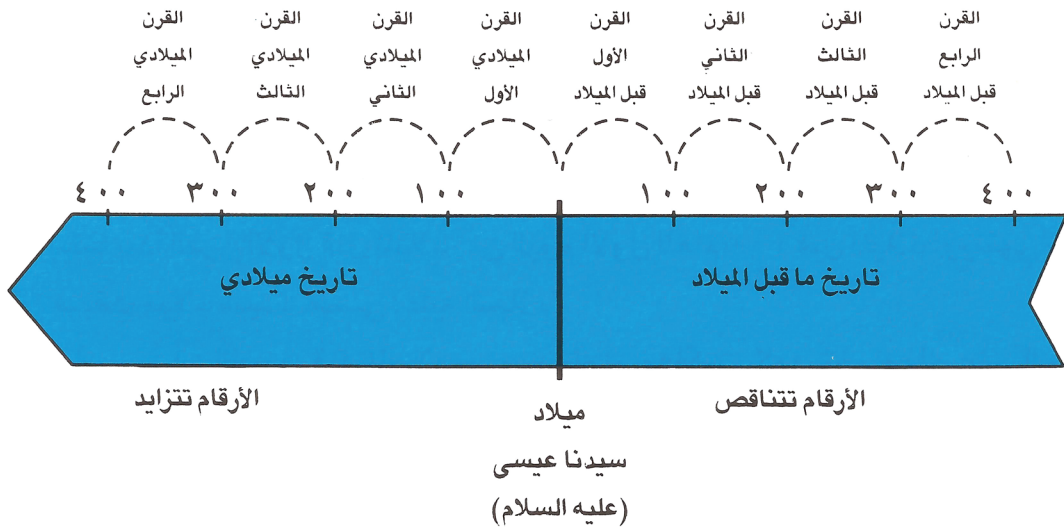 القرن الرابع قبل الميلاد
القرن الثالث قبل الميلاد
القرن الثاني قبل الميلاد
القرن الأول قبل الميلاد
القرن الميلادي الأول
القرن الميلادي الثاني
القرن الميلادي الثالث
القرن الميلادي الرابع
٤٠٠ ٣٠٠ ٢٠٠ ١٠٠ ١٠٠ ٢٠٠ ٣٠٠ ٤٠٠
تاريخ ما قبل الميلاد
تاريخ ميلادي
الأرقام تتناقص
الأرقام تتزايد
ميلاد
سيدنا عيسى
(عليه السلام)